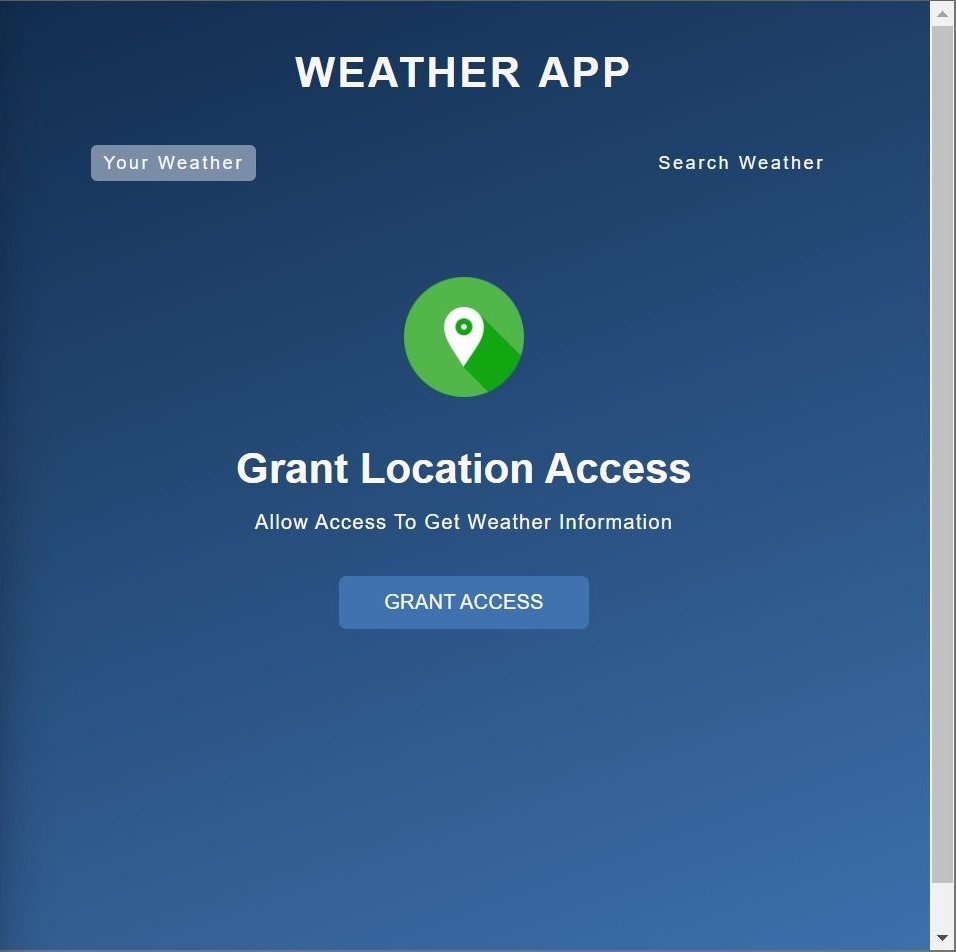 WEATHER APP
Your Weather
Search Weather
Grant Location Access
Allow Access To Get Weather Information
GRANT ACCESS